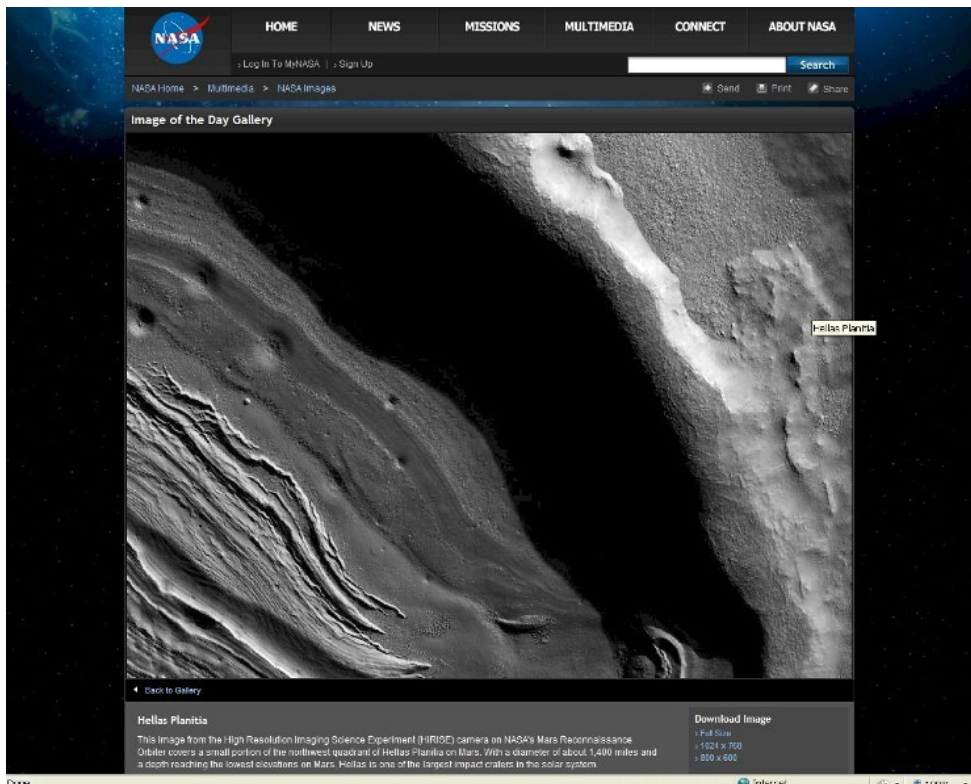 NASA
HOME NEWS MISSIONS MULTIMEDIA CONNECT ABOUT NASA
› Log In To MyNASA | › Sign Up
Search
NASA Home > Multimedia > NASA Images
Send Print Share
Image of the Day Gallery
Hellas Planitia
Back to Gallery
Hellas Planitia
This image from the High Resolution Imaging Science Experiment (HiRISE) camera on NASA's Mars Reconnaissance
Orbiter covers a small portion of the northwest quadrant of Hellas Planitia on Mars. With a diameter of about 1,400 miles and
a depth reaching the lowest elevations on Mars, Hellas is one of the largest impact craters in the solar system.
Download Image
› Full Size
› 1024 x 768
› 800 x 600
Done
Internet